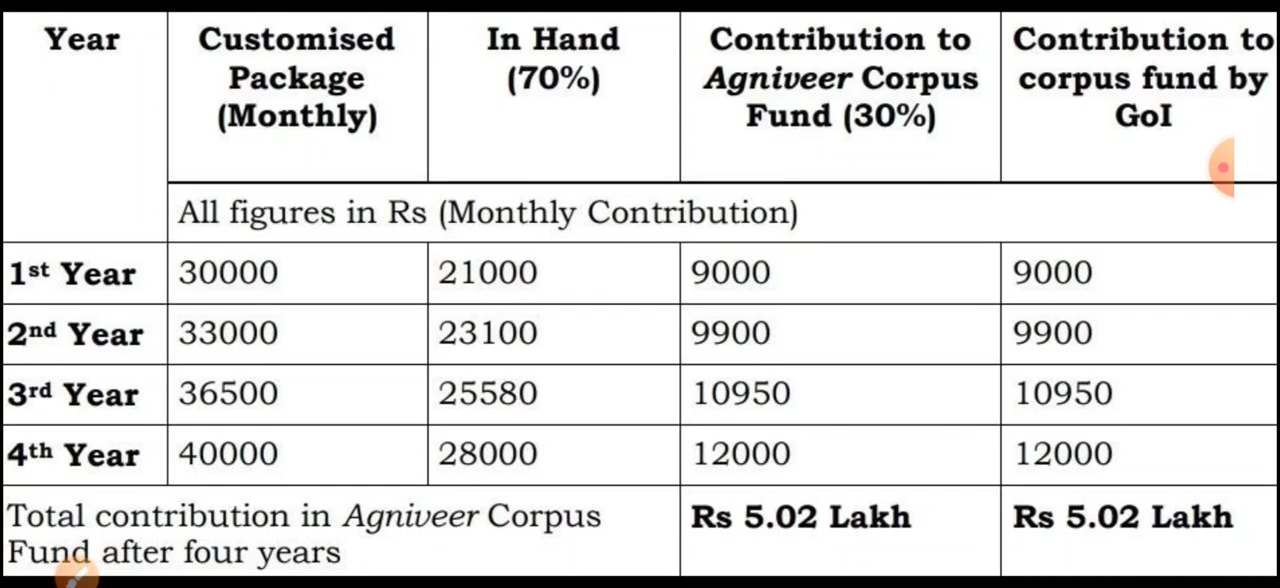 Year
Customised
Package
(Monthly)
In Hand
(70%)
Contribution to
Agniveer Corpus
Fund (30%)
Contribution to
corpus fund by
GoI
All figures in Rs (Monthly Contribution)
1st Year 30000 21000 9000 9000
2nd Year 33000 23100 9900 9900
3rd Year 36500 25580 10950 10950
4th Year 40000 28000 12000 12000
Total contribution in Agniveer Corpus
Fund after four years
Rs 5.02 Lakh
Rs 5.02 Lakh